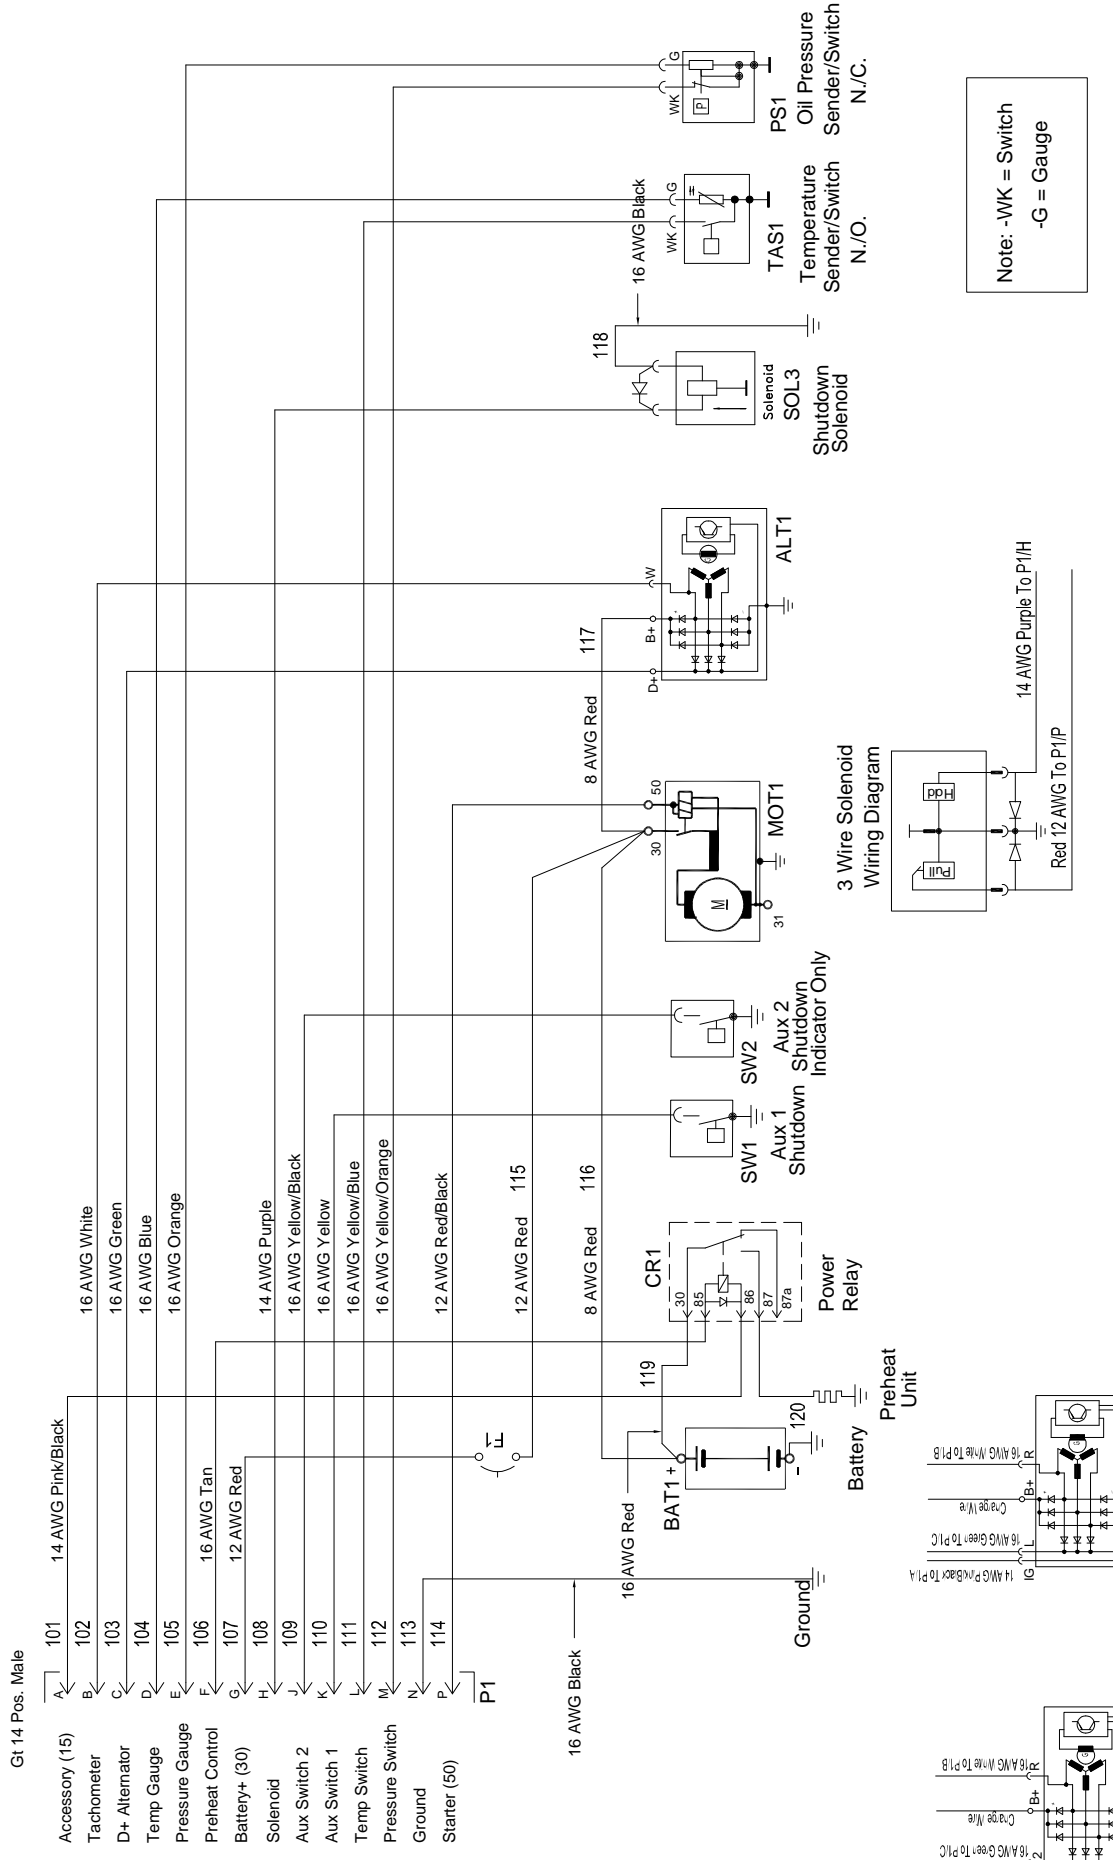 Gt 14 Pos. Male
Accessory (15)
Tachometer
D+ Alternator
Temp Gauge
Pressure Gauge
Preheat Control
Battery+ (30)
Solenoid
Aux Switch 2
Aux Switch 1
Temp Switch
Pressure Switch
Ground
Starter (50)
A
B
C
D
E
F
G
H
J
K
L
M
N
P
P1
101
102
103
104
105
106
107
108
109
110
111
112
113
114
14 AWG Pink/Black
16 AWG White
16 AWG Green
16 AWG Blue
16 AWG Orange
16 AWG Tan
12 AWG Red
14 AWG Purple
16 AWG Yellow/Black
16 AWG Yellow
16 AWG Yellow/Blue
16 AWG Yellow/Orange
12 AWG Red/Black
12 AWG Red
115
8 AWG Red
116
F1
16 AWG Black
Ground
16 AWG Red
119
BAT1 +
-
120
Battery
Preheat
Unit
CR1
30
85
86
87
87a
Power
Relay
SW1
Aux 1
Shutdown
SW2
Aux 2
Shutdown
Indicator Only
30
50
M
31
MOT1
8 AWG Red
117
D+
B+
W
G
ALT1
118
16 AWG Black
Solenoid
SOL3
Shutdown
Solenoid
WK
G
TAS1
Temperature
Sender/Switch
N./O.
WK
G
P
PS1
Oil Pressure
Sender/Switch
N./C.
Note: -WK = Switch
-G = Gauge
3 Wire Solenoid
Wiring Diagram
Pull
Hdd
14 AWG Purple To P1/H
Red 12 AWG To P1/P
16 AWG White To P1/B
Charge Wire
16 AWG Green To P1/C
14 AWG Pink/Black To P1/A
IG
L
B+
R
G
16 AWG White To P1/B
Charge Wire
16 AWG Green To P1/C
2
B+
R
G